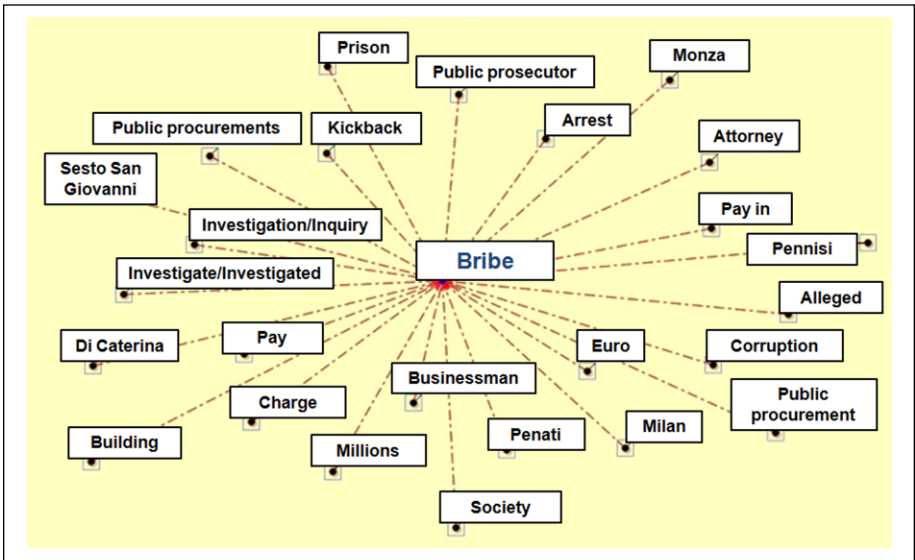 Prison
Public prosecutor
Monza
Public procurements
Kickback
Arrest
Attorney
Sesto San
Giovanni
Investigation/Inquiry
Pay in
Bribe
Pennisi
Investigate/Investigated
Alleged
Di Caterina
Pay
Euro
Corruption
Businessman
Charge
Public
procurement
Building
Millions
Penati
Milan
Society